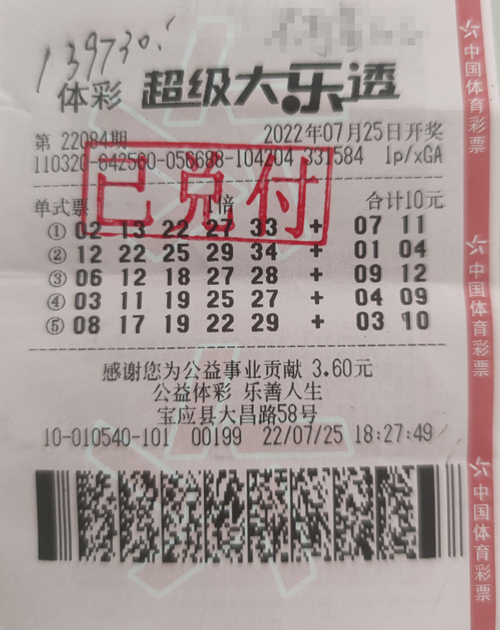 139730.
体彩 超级大乐透
第 22084期 2022年07月25日开奖
110320-642560-056688-104204 331584 lp/xGA
已兑付
单式票 1倍 合计10元
① 02 13 22 27 33 + 07 11
② 12 22 25 29 34 + 01 04
③ 06 12 18 27 28 + 09 12
④ 03 11 19 25 27 + 04 09
⑤ 08 17 19 22 29 + 03 10
感谢您为公益事业贡献 3.60元
公益体彩 乐善人生
宝应县大昌路58号
10-010540-101 00199 22/07/25 18:27:49
中国体育彩票
中国体育彩票
中国体育彩票